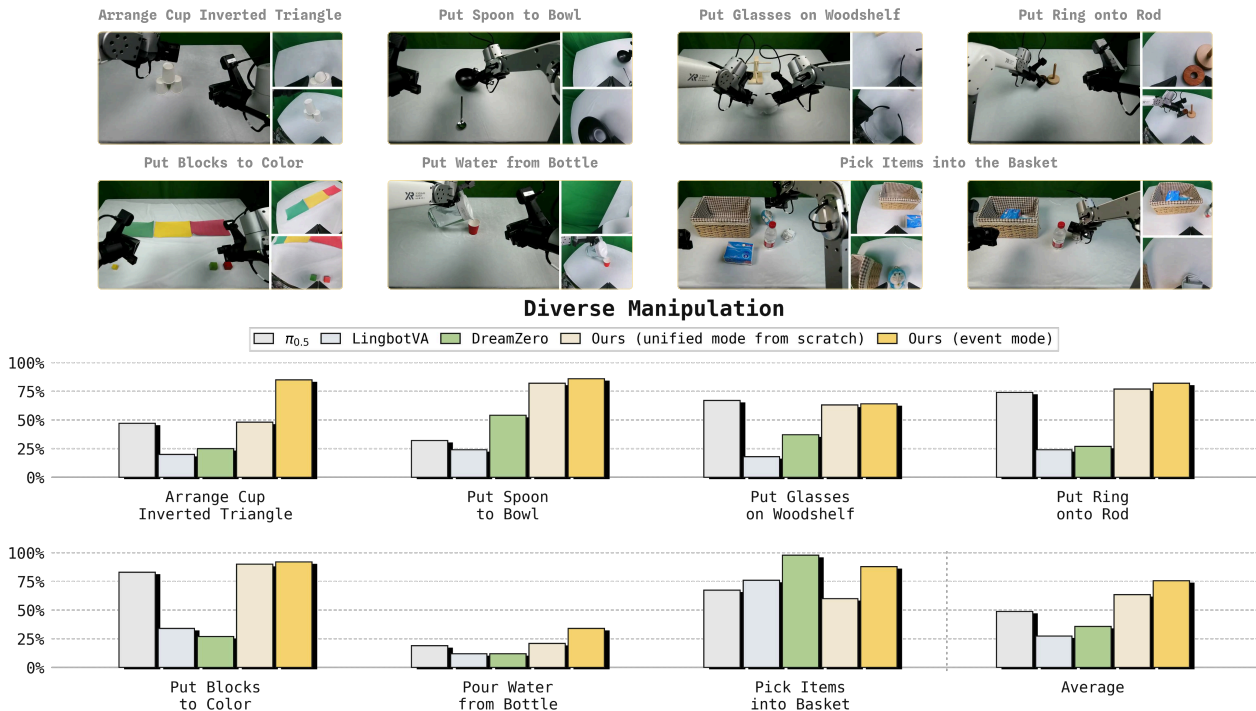 Arrange Cup Inverted Triangle
Put Spoon to Bowl
Put Glasses on Woodshelf
Put Ring onto Rod
Put Blocks to Color
Put Water from Bottle
Pick Items into the Basket
Diverse Manipulation
π0.5
LingbotVA
DreamZero
Ours (unified mode from scratch)
Ours (event mode)
100%
75%
50%
25%
0%
Arrange Cup
Inverted Triangle
Put Spoon
to Bowl
Put Glasses
on Woodshelf
Put Ring
onto Rod
100%
75%
50%
25%
0%
Put Blocks
to Color
Pour Water
from Bottle
Pick Items
into Basket
Average